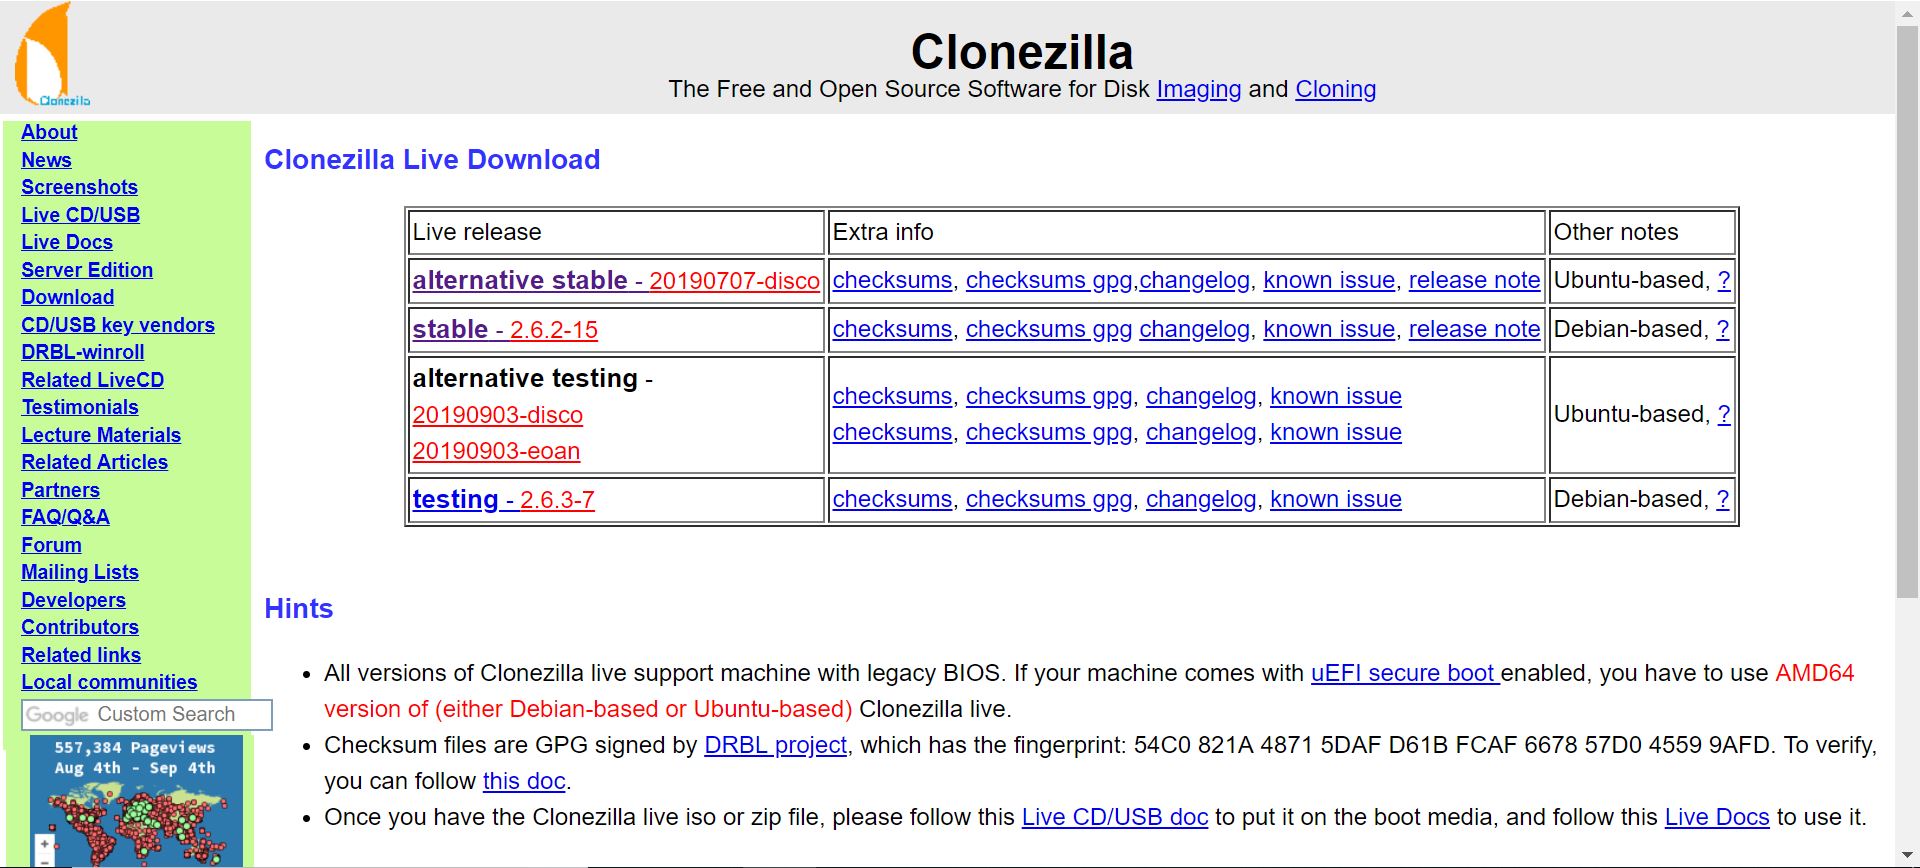 Clonezilla
Clonezilla
The Free and Open Source Software for Disk Imaging and Cloning
About
News
Screenshots
Live CD/USB
Live Docs
Server Edition
Download
CD/USB key vendors
DRBL-winroll
Related LiveCD
Testimonials
Lecture Materials
Related Articles
Partners
FAQ/Q&A
Forum
Mailing Lists
Developers
Contributors
Related links
Local communities
Google Custom Search
557,384 Pageviews
Aug 4th - Sep 4th
+
−
Clonezilla Live Download
Live release Extra info Other notes
alternative stable - 20190707-disco checksums, checksums gpg,changelog, known issue, release note Ubuntu-based, ?
stable - 2.6.2-15 checksums, checksums gpg changelog, known issue, release note Debian-based, ?
alternative testing -
20190903-disco
20190903-eoan
checksums, checksums gpg, changelog, known issue
checksums, checksums gpg, changelog, known issue
Ubuntu-based, ?
testing - 2.6.3-7 checksums, checksums gpg, changelog, known issue Debian-based, ?
Hints
• All versions of Clonezilla live support machine with legacy BIOS. If your machine comes with uEFI secure boot enabled, you have to use AMD64
version of (either Debian-based or Ubuntu-based) Clonezilla live.
• Checksum files are GPG signed by DRBL project, which has the fingerprint: 54C0 821A 4871 5DAF D61B FCAF 6678 57D0 4559 9AFD. To verify,
you can follow this doc.
• Once you have the Clonezilla live iso or zip file, please follow this Live CD/USB doc to put it on the boot media, and follow this Live Docs to use it.